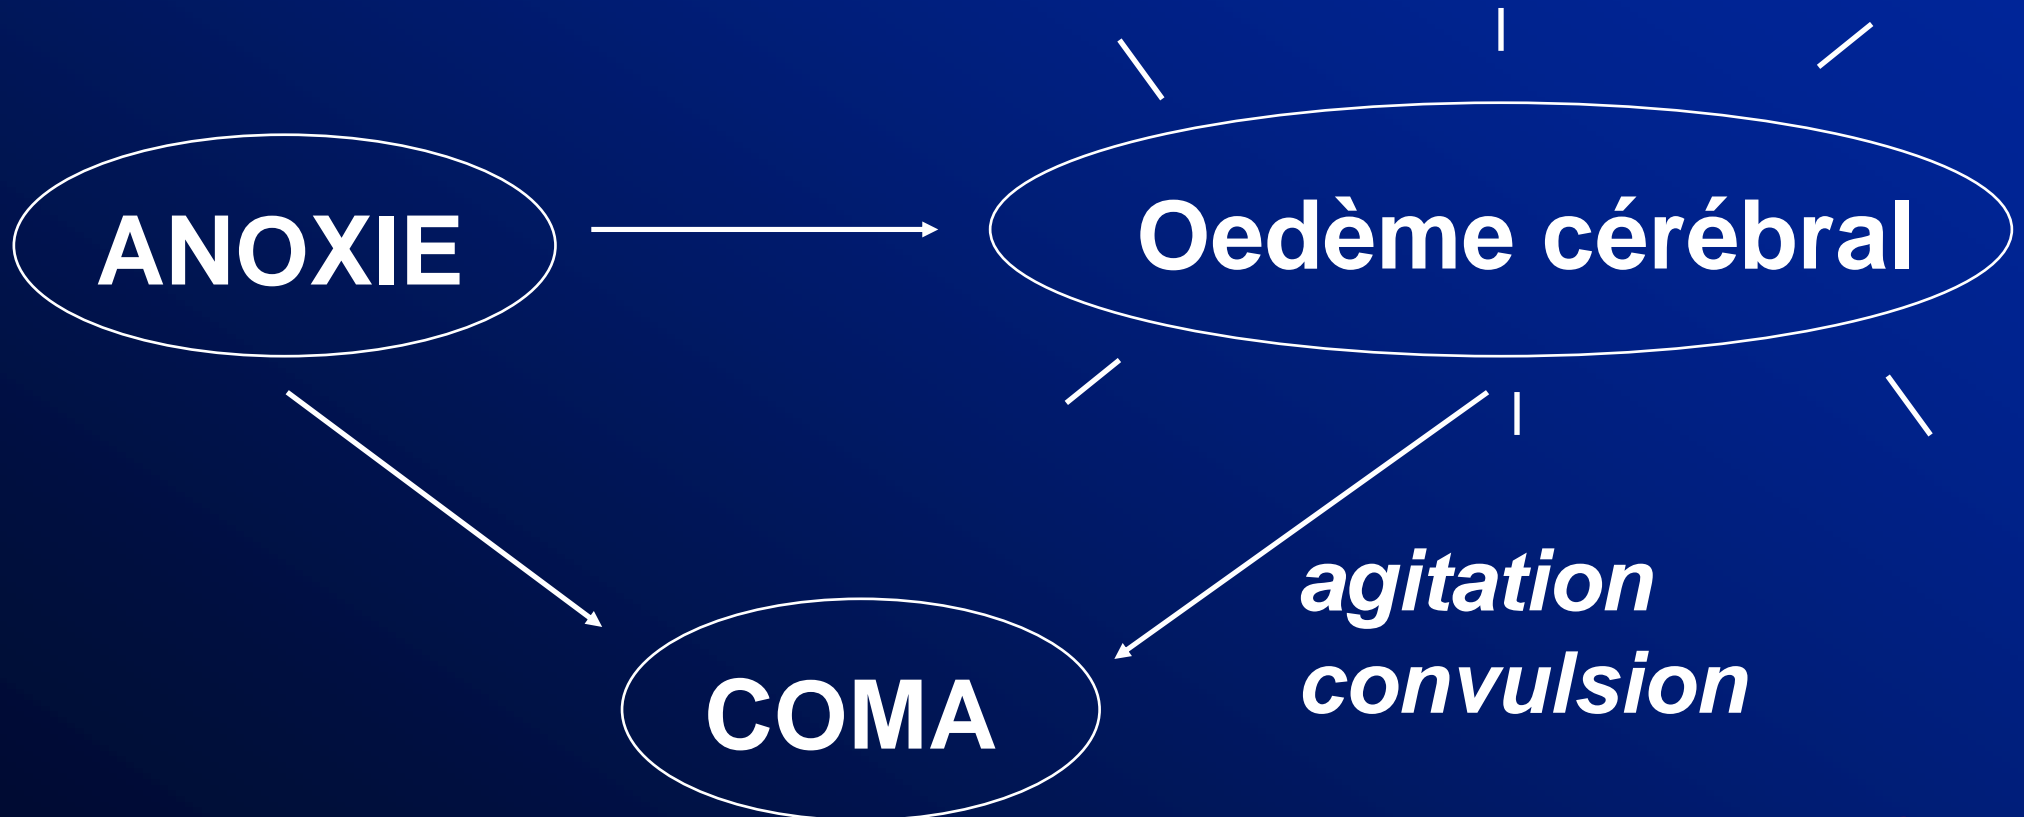 ANOXIE
Oedème cérébral
agitation
convulsion
COMA